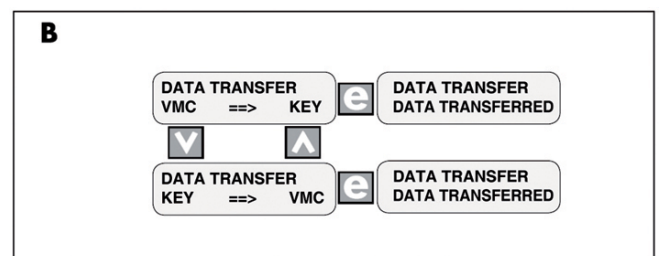 B
DATA TRANSFER
VMC ==> KEY
e
DATA TRANSFER
DATA TRANSFERRED
DATA TRANSFER
KEY ==> VMC
e
DATA TRANSFER
DATA TRANSFERRED